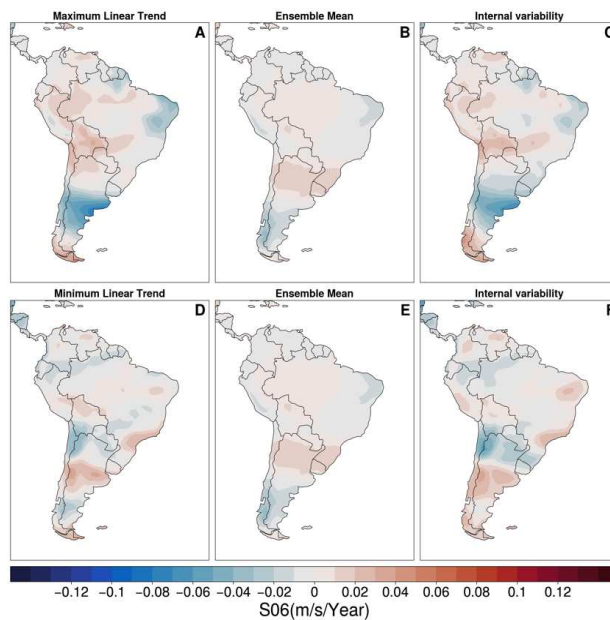 Maximum Linear Trend
Ensemble Mean
Internal variability
A
B
C
Minimum Linear Trend
Ensemble Mean
Internal variability
D
E
F
−0.12 −0.1 −0.08 −0.06 −0.04 −0.02 0 0.02 0.04 0.06 0.08 0.1 0.12
S06(m/s/Year)